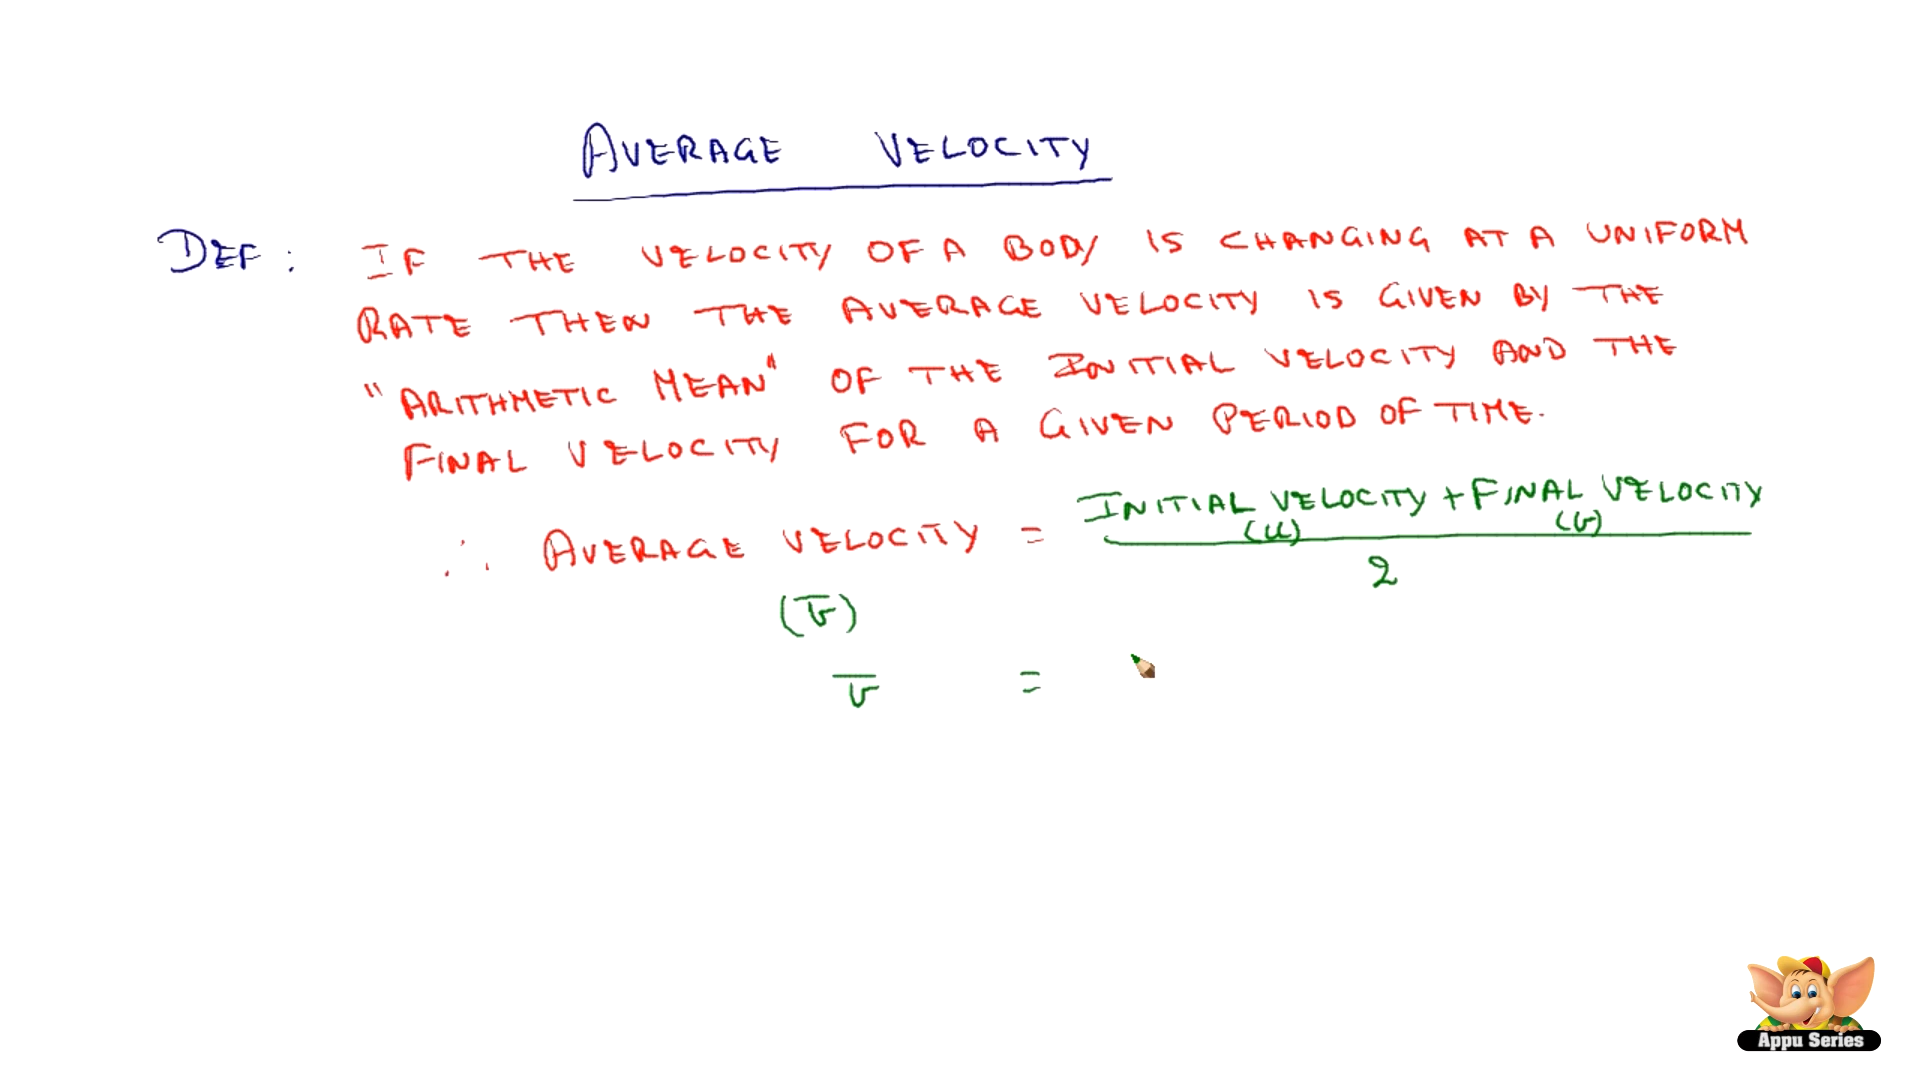 AVERAGE VELOCITY
DEF : IF THE VELOCITY OF A BODY IS CHANGING AT A UNIFORM
RATE THEN THE AVERAGE VELOCITY IS GIVEN BY THE
"ARITHMETIC MEAN" OF THE INITIAL VELOCITY AND THE
FINAL VELOCITY FOR A GIVEN PERIOD OF TIME.
∴ AVERAGE VELOCITY = INITIAL VELOCITY + FINAL VELOCITY
(u) (v)
2
(v̅)
v̅ =
Appu Series